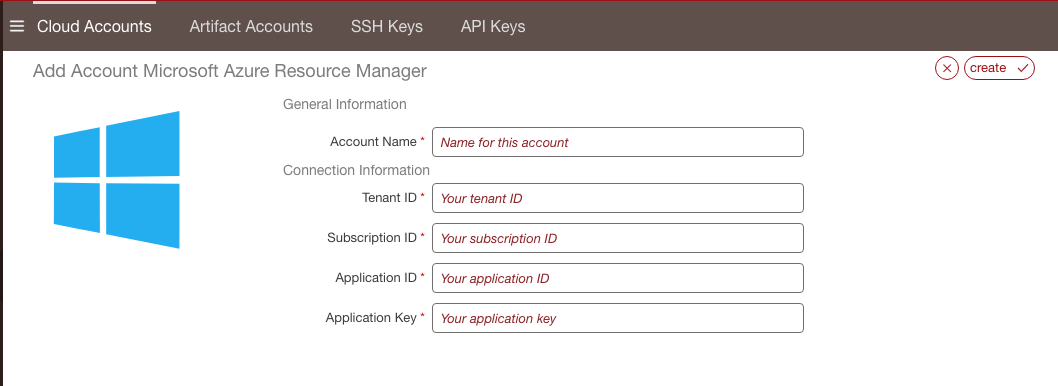 Cloud Accounts Artifact Accounts SSH Keys API Keys
Add Account Microsoft Azure Resource Manager
create
General Information
Account Name * Name for this account
Connection Information
Tenant ID * Your tenant ID
Subscription ID * Your subscription ID
Application ID * Your application ID
Application Key * Your application key